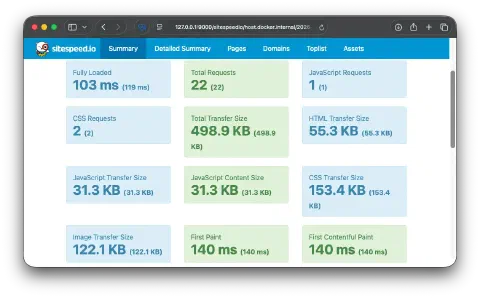 127.0.0.1:9000/sitespeedio/host.docker.internal/2025
sitespeed.io Summary Detailed Summary Pages Domains Toplist Assets
Fully Loaded
103 ms (119 ms)
Total Requests
22 (22)
JavaScript Requests
1 (1)
CSS Requests
2 (2)
Total Transfer Size
498.9 KB (498.9
KB)
HTML Transfer Size
55.3 KB (55.3 KB)
JavaScript Transfer Size
31.3 KB (31.3 KB)
JavaScript Content Size
31.3 KB (31.3 KB)
CSS Transfer Size
153.4 KB (153.4
KB)
Image Transfer Size
122.1 KB (122.1 KB)
First Paint
140 ms (140 ms)
First Contentful Paint
140 ms (140 ms)